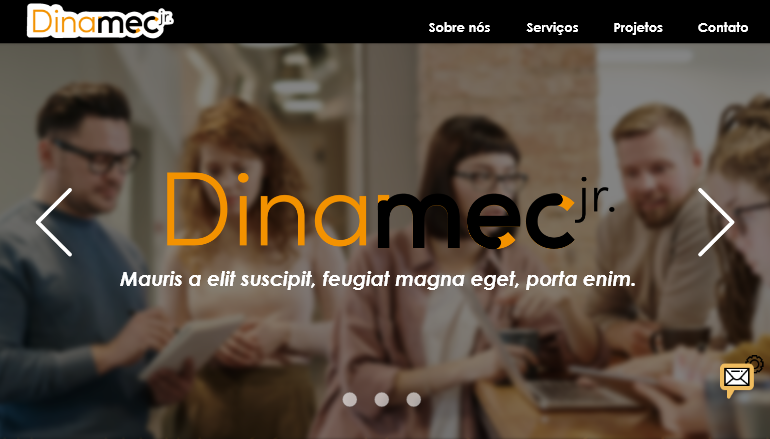 Dinamec jr.
Sobre nós Serviços Projetos Contato
Dinamec jr.
Mauris a elit suscipit, feugiat magna eget, porta enim.